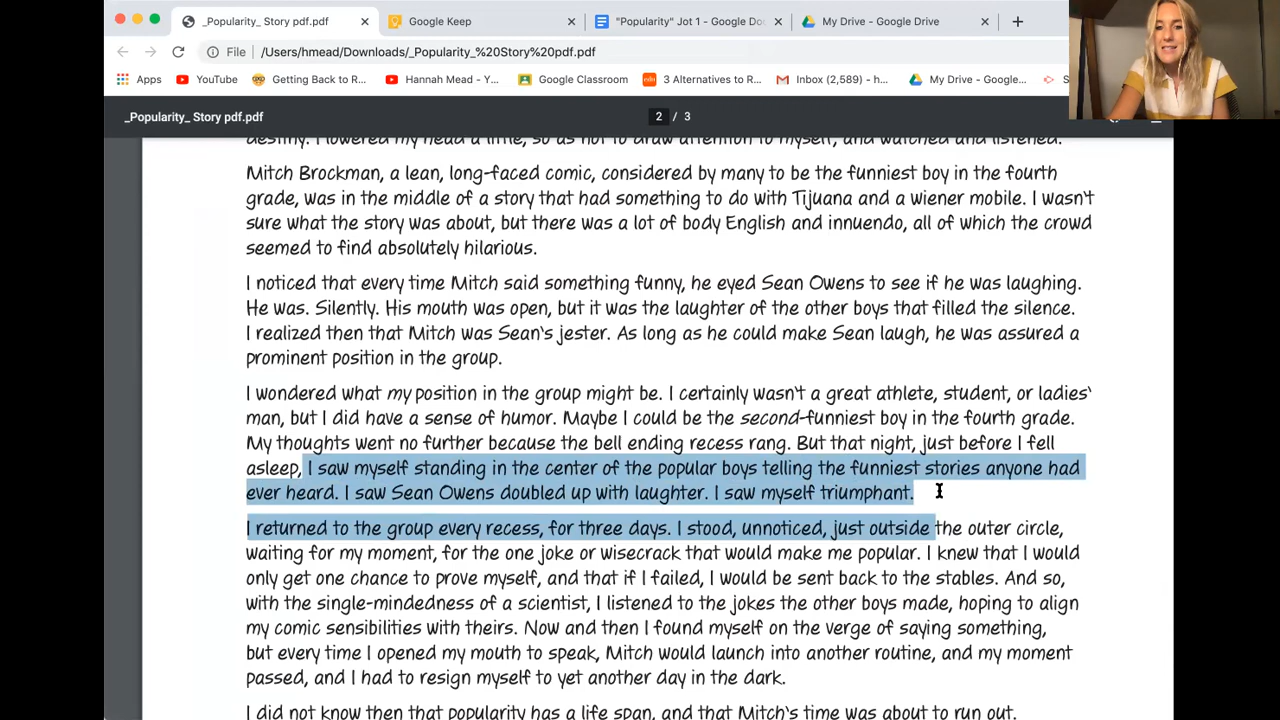 _Popularity_ Story pdf.pdf
Google Keep
"Popularity" Jot 1 - Google Do
My Drive - Google Drive
File /Users/hmead/Downloads/_Popularity_%20Story%20pdf.pdf
Apps YouTube Getting Back to R... Hannah Mead - Y... Google Classroom 3 Alternatives to R... Inbox (2,589) - h... My Drive - Google... S
_Popularity_ Story pdf.pdf 2 / 3
destiny. I lowered my head a little, so as not to draw attention to myself, and watched and listened.
Mitch Brockman, a lean, long-faced comic, considered by many to be the funniest boy in the fourth
grade, was in the middle of a story that had something to do with Tijuana and a wiener mobile. I wasn't
sure what the story was about, but there was a lot of body English and innuendo, all of which the crowd
seemed to find absolutely hilarious.
I noticed that every time Mitch said something funny, he eyed Sean Owens to see if he was laughing.
He was. Silently. His mouth was open, but it was the laughter of the other boys that filled the silence.
I realized then that Mitch was Sean's jester. As long as he could make Sean laugh, he was assured a
prominent position in the group.
I wondered what my position in the group might be. I certainly wasn't a great athlete, student, or ladies'
man, but I did have a sense of humor. Maybe I could be the second-funniest boy in the fourth grade.
My thoughts went no further because the bell ending recess rang. But that night, just before I fell
asleep, I saw myself standing in the center of the popular boys telling the funniest stories anyone had
ever heard. I saw Sean Owens doubled up with laughter. I saw myself triumphant.
I returned to the group every recess, for three days. I stood, unnoticed, just outside the outer circle,
waiting for my moment, for the one joke or wisecrack that would make me popular. I knew that I would
only get one chance to prove myself, and that if I failed, I would be sent back to the stables. And so,
with the single-mindedness of a scientist, I listened to the jokes the other boys made, hoping to align
my comic sensibilities with theirs. Now and then I found myself on the verge of saying something,
but every time I opened my mouth to speak, Mitch would launch into another routine, and my moment
passed, and I had to resign myself to yet another day in the dark.
I did not know then that popularity has a life span, and that Mitch's time was about to run out.